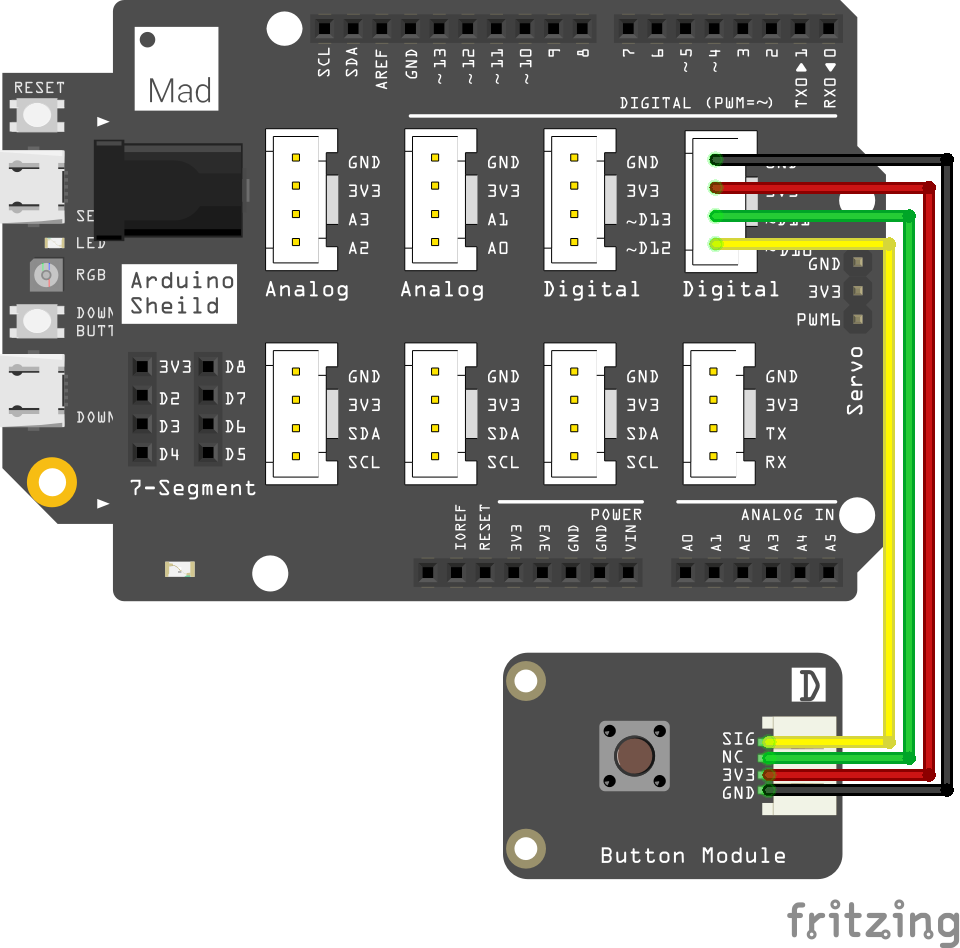 SCL
SDA
AREF
GND
~13
~12
~11
~10
9
8
7
6
~5
~4
3
2
TX0▶1
RX0◀0
DIGITAL (PWM=~)
Mad
RESET
SE
LED
RGB
DOWN
BUTT
DOWN
Arduino
Sheild
GND
3V3
A3
A2
Analog
GND
3V3
A1
A0
Analog
GND
3V3
~D13
~D12
Digital
GND
3V3
~D11
~D10
Digital
GND
3V3
PWM6
Servo
3V3 D8
D2 D7
D3 D6
D4 D5
7-Segment
GND
3V3
SDA
SCL
GND
3V3
SDA
SCL
GND
3V3
SDA
SCL
GND
3V3
TX
RX
POWER
IOREF
RESET
3V3
3V3
GND
GND
VIN
ANALOG IN
A0
A1
A2
A3
A4
A5
D
SIG
NC
3V3
GND
Button Module
fritzing